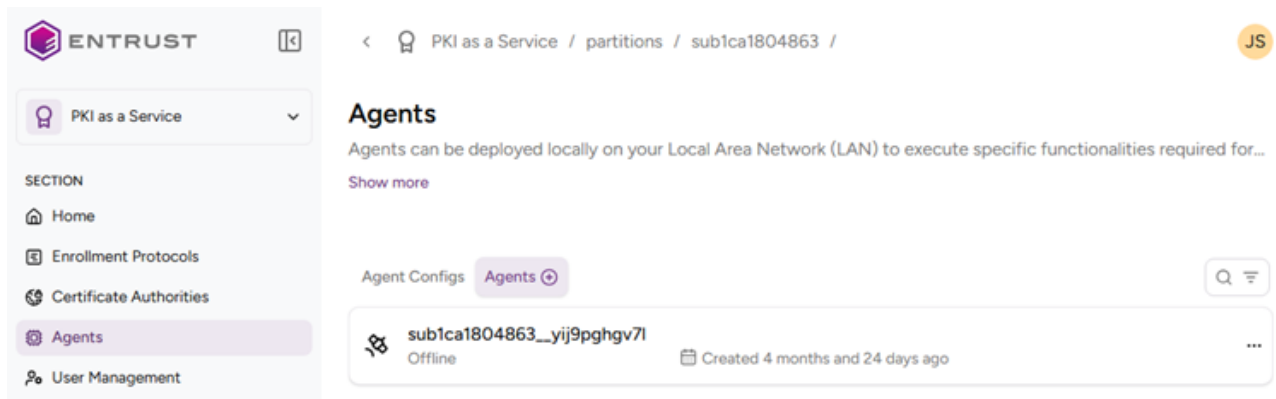 ENTRUST
PKI as a Service / partitions / sub1ca1804863 /
JS
PKI as a Service
SECTION
Home
Enrollment Protocols
Certificate Authorities
Agents
User Management
Agents
Agents can be deployed locally on your Local Area Network (LAN) to execute specific functionalities required for...
Show more
Agent Configs
Agents
sub1ca1804863__yij9pghgv7l
Offline
Created 4 months and 24 days ago